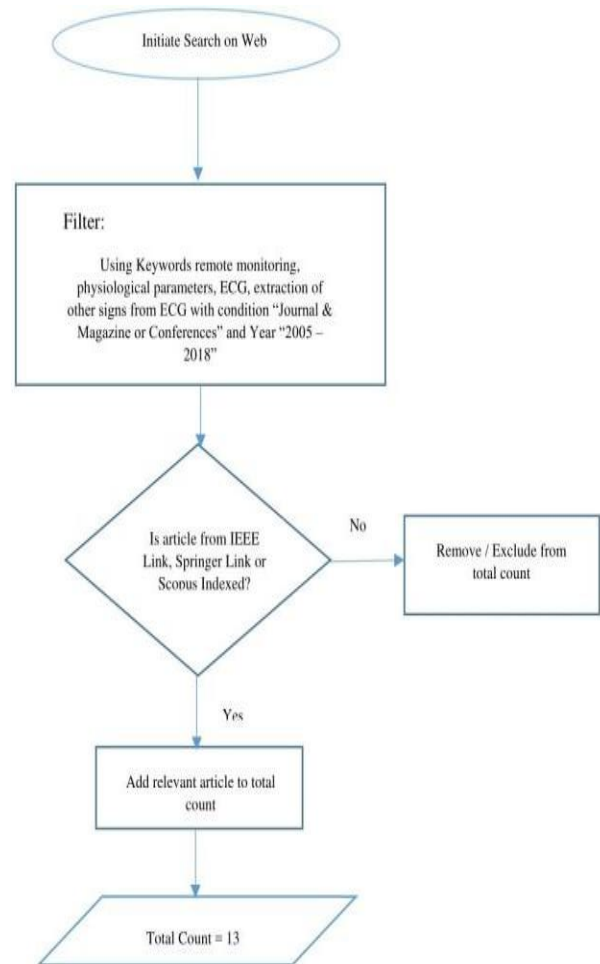 Initiate Search on Web
Filter:
Using Keywords remote monitoring,
physiological parameters, ECG, extraction of
other signs from ECG with condition “Journal &
Magazine or Conferences” and Year “2005 –
2018”
Is article from IEEE
Link, Springer Link or
Scopus Indexed?
No
Remove / Exclude from
total count
Yes
Add relevant article to total
count
Total Count = 13